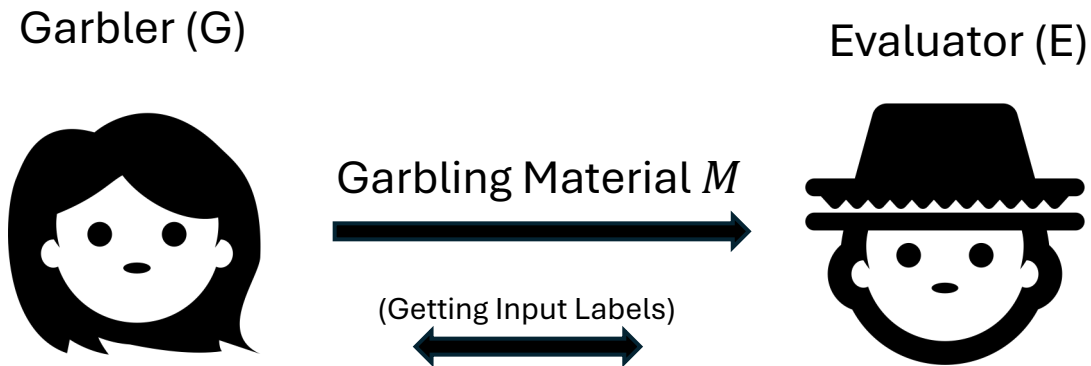 Garbler (G)
Evaluator (E)
Garbling Material M
(Getting Input Labels)